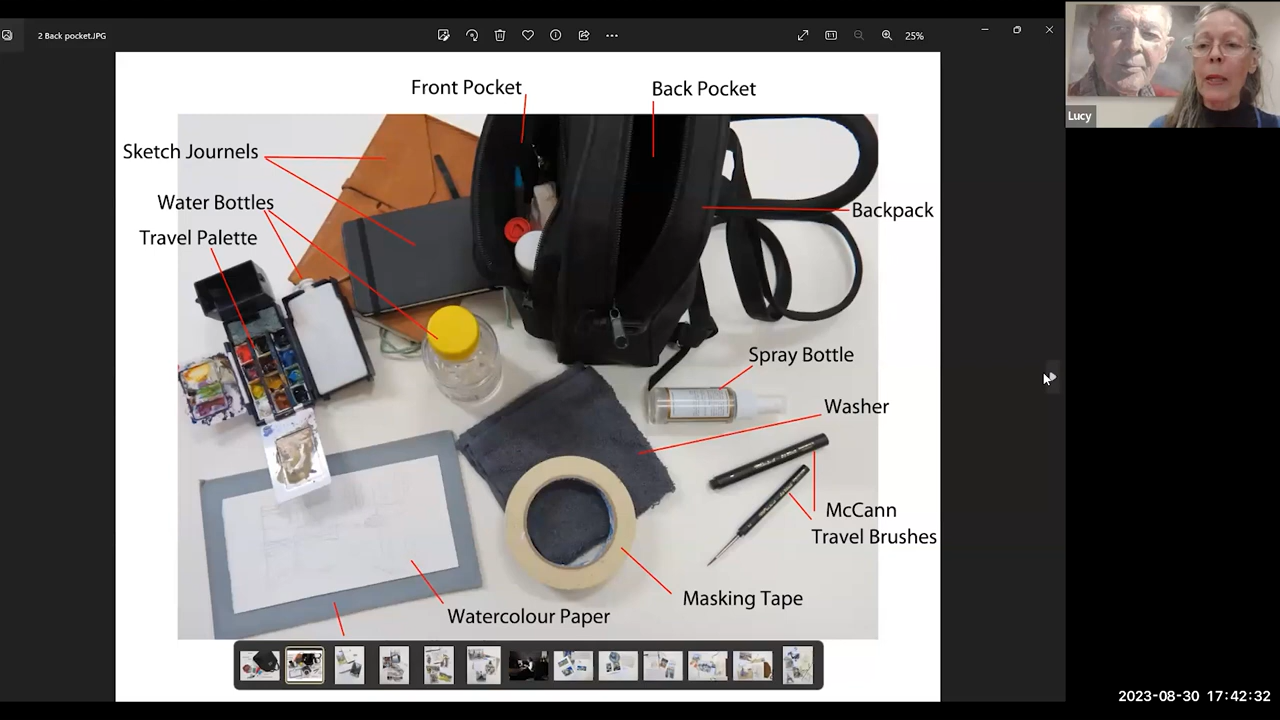 2 Back pocket.JPG
25%
Lucy
Front Pocket
Back Pocket
Sketch Journels
Water Bottles
Travel Palette
Backpack
Spray Bottle
Washer
McCann
Travel Brushes
Masking Tape
Watercolour Paper
2023-08-30 17:42:32